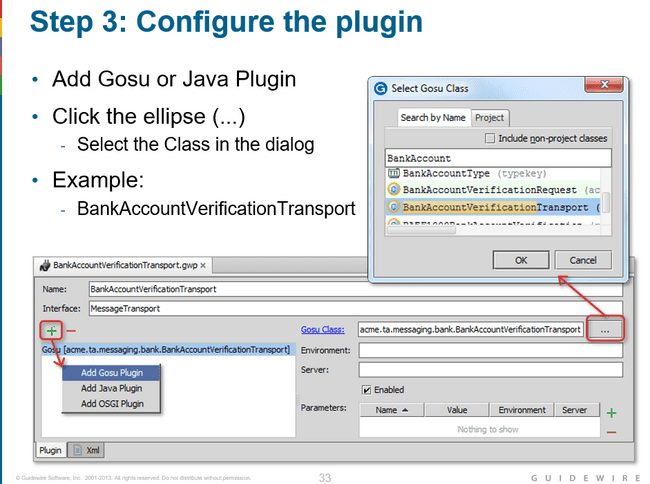 Step 3: Configure the plugin
• Add Gosu or Java Plugin
• Click the ellipse (...)
- Select the Class in the dialog
• Example:
- BankAccountVerificationTransport
Select Gosu Class
Search by Name Project
Include non-project classes
BankAccount
BankAccountType (typekey)
BankAccountVerificationRequest (ac
BankAccountVerificationTransport (
OK Cancel
BankAccountVerificationTransport.gwp ×
Name: BankAccountVerificationTransport
Interface: MessageTransport
Gosu [acme.ta.messaging.bank.BankAccountVerificationTransport]
Add Gosu Plugin
Add Java Plugin
Add OSGI Plugin
Gosu Class: acme.ta.messaging.bank.BankAccountVerificationTransport ...
Environment:
Server:
Enabled
Parameters: Name Value Environment Server
Nothing to show
Plugin Xml
© Guidewire Software, Inc. 2001-2013. All rights reserved. Do not distribute without permission.
33
GUIDEWIRE